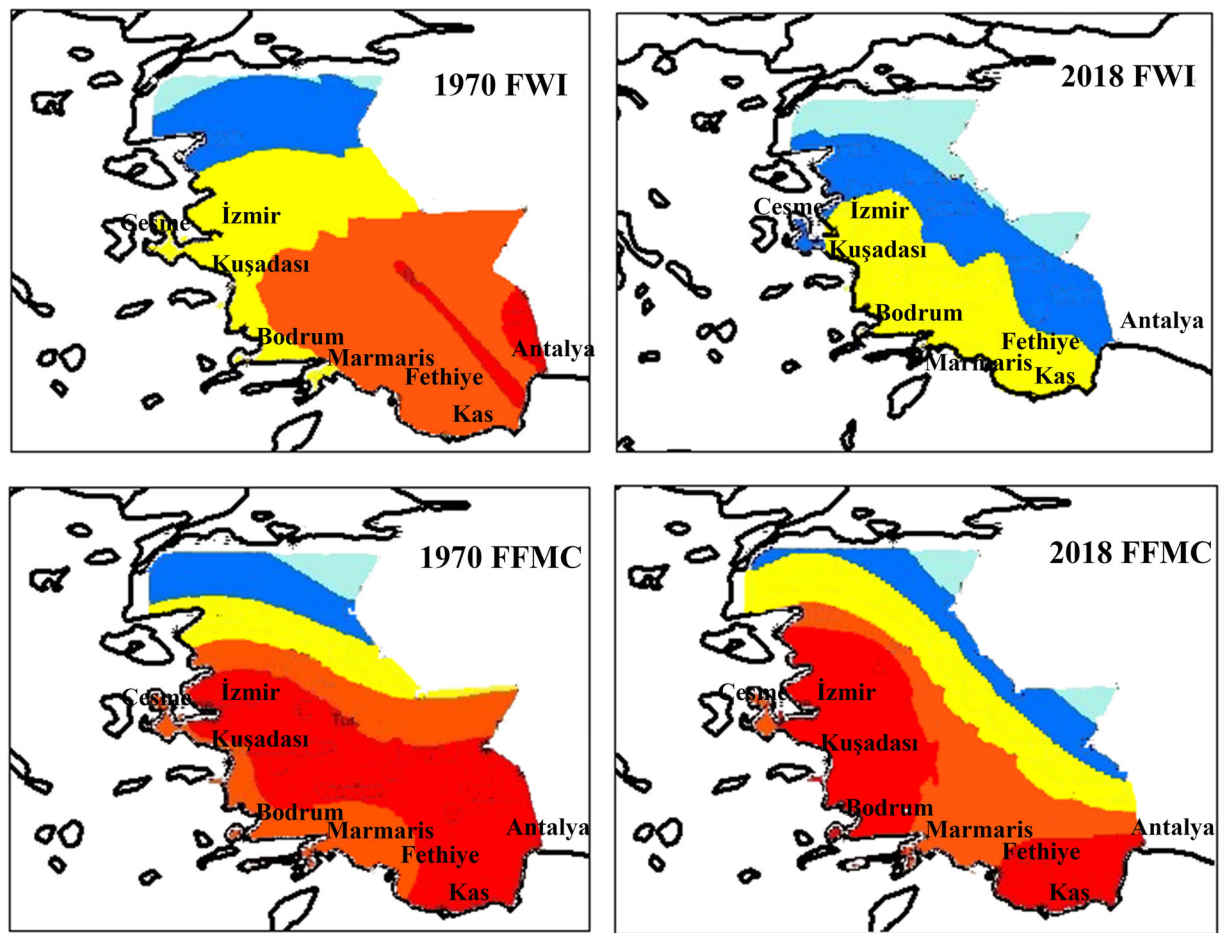 1970 FWI
Cesme
İzmir
Kuşadası
Bodrum
Marmaris
Antalya
Fethiye
Kas
2018 FWI
Cesme
İzmir
Kuşadası
Bodrum
Antalya
Fethiye
Marmaris
Kas
1970 FFMC
Cesme
İzmir
Kuşadası
Bodrum
Marmaris
Antalya
Fethiye
Kas
2018 FFMC
Cesme
İzmir
Kuşadası
Bodrum
Marmaris
Antalya
Fethiye
Kas